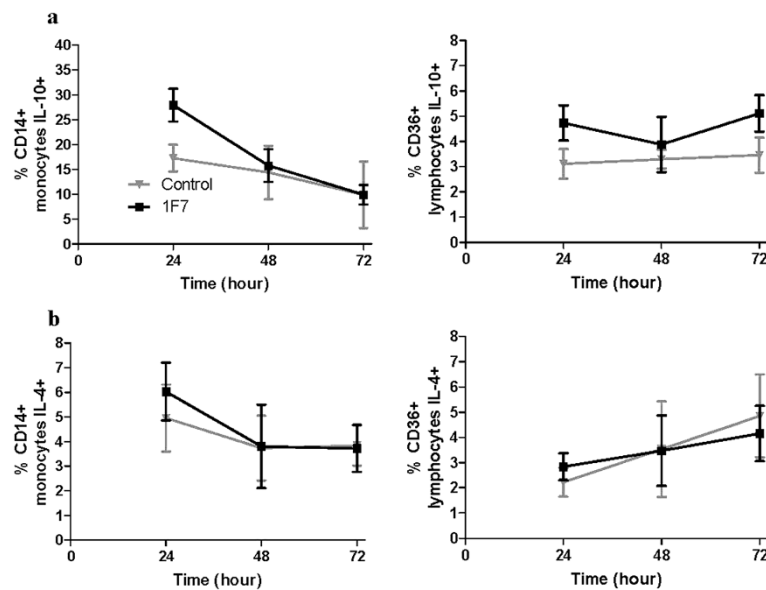 a
40
35
30
25
20
15
10
5
0
% CD14+
monocytes IL-10+
Control
1F7
0 24 48 72
Time (hour)
8
7
6
5
4
3
2
1
0
% CD36+
lymphocytes IL-10+
0 24 48 72
Time (hour)
b
8
7
6
5
4
3
2
1
0
% CD14+
monocytes IL-4+
0 24 48 72
Time (hour)
8
7
6
5
4
3
2
1
0
% CD36+
lymphocytes IL-4+
0 24 48 72
Time (hour)